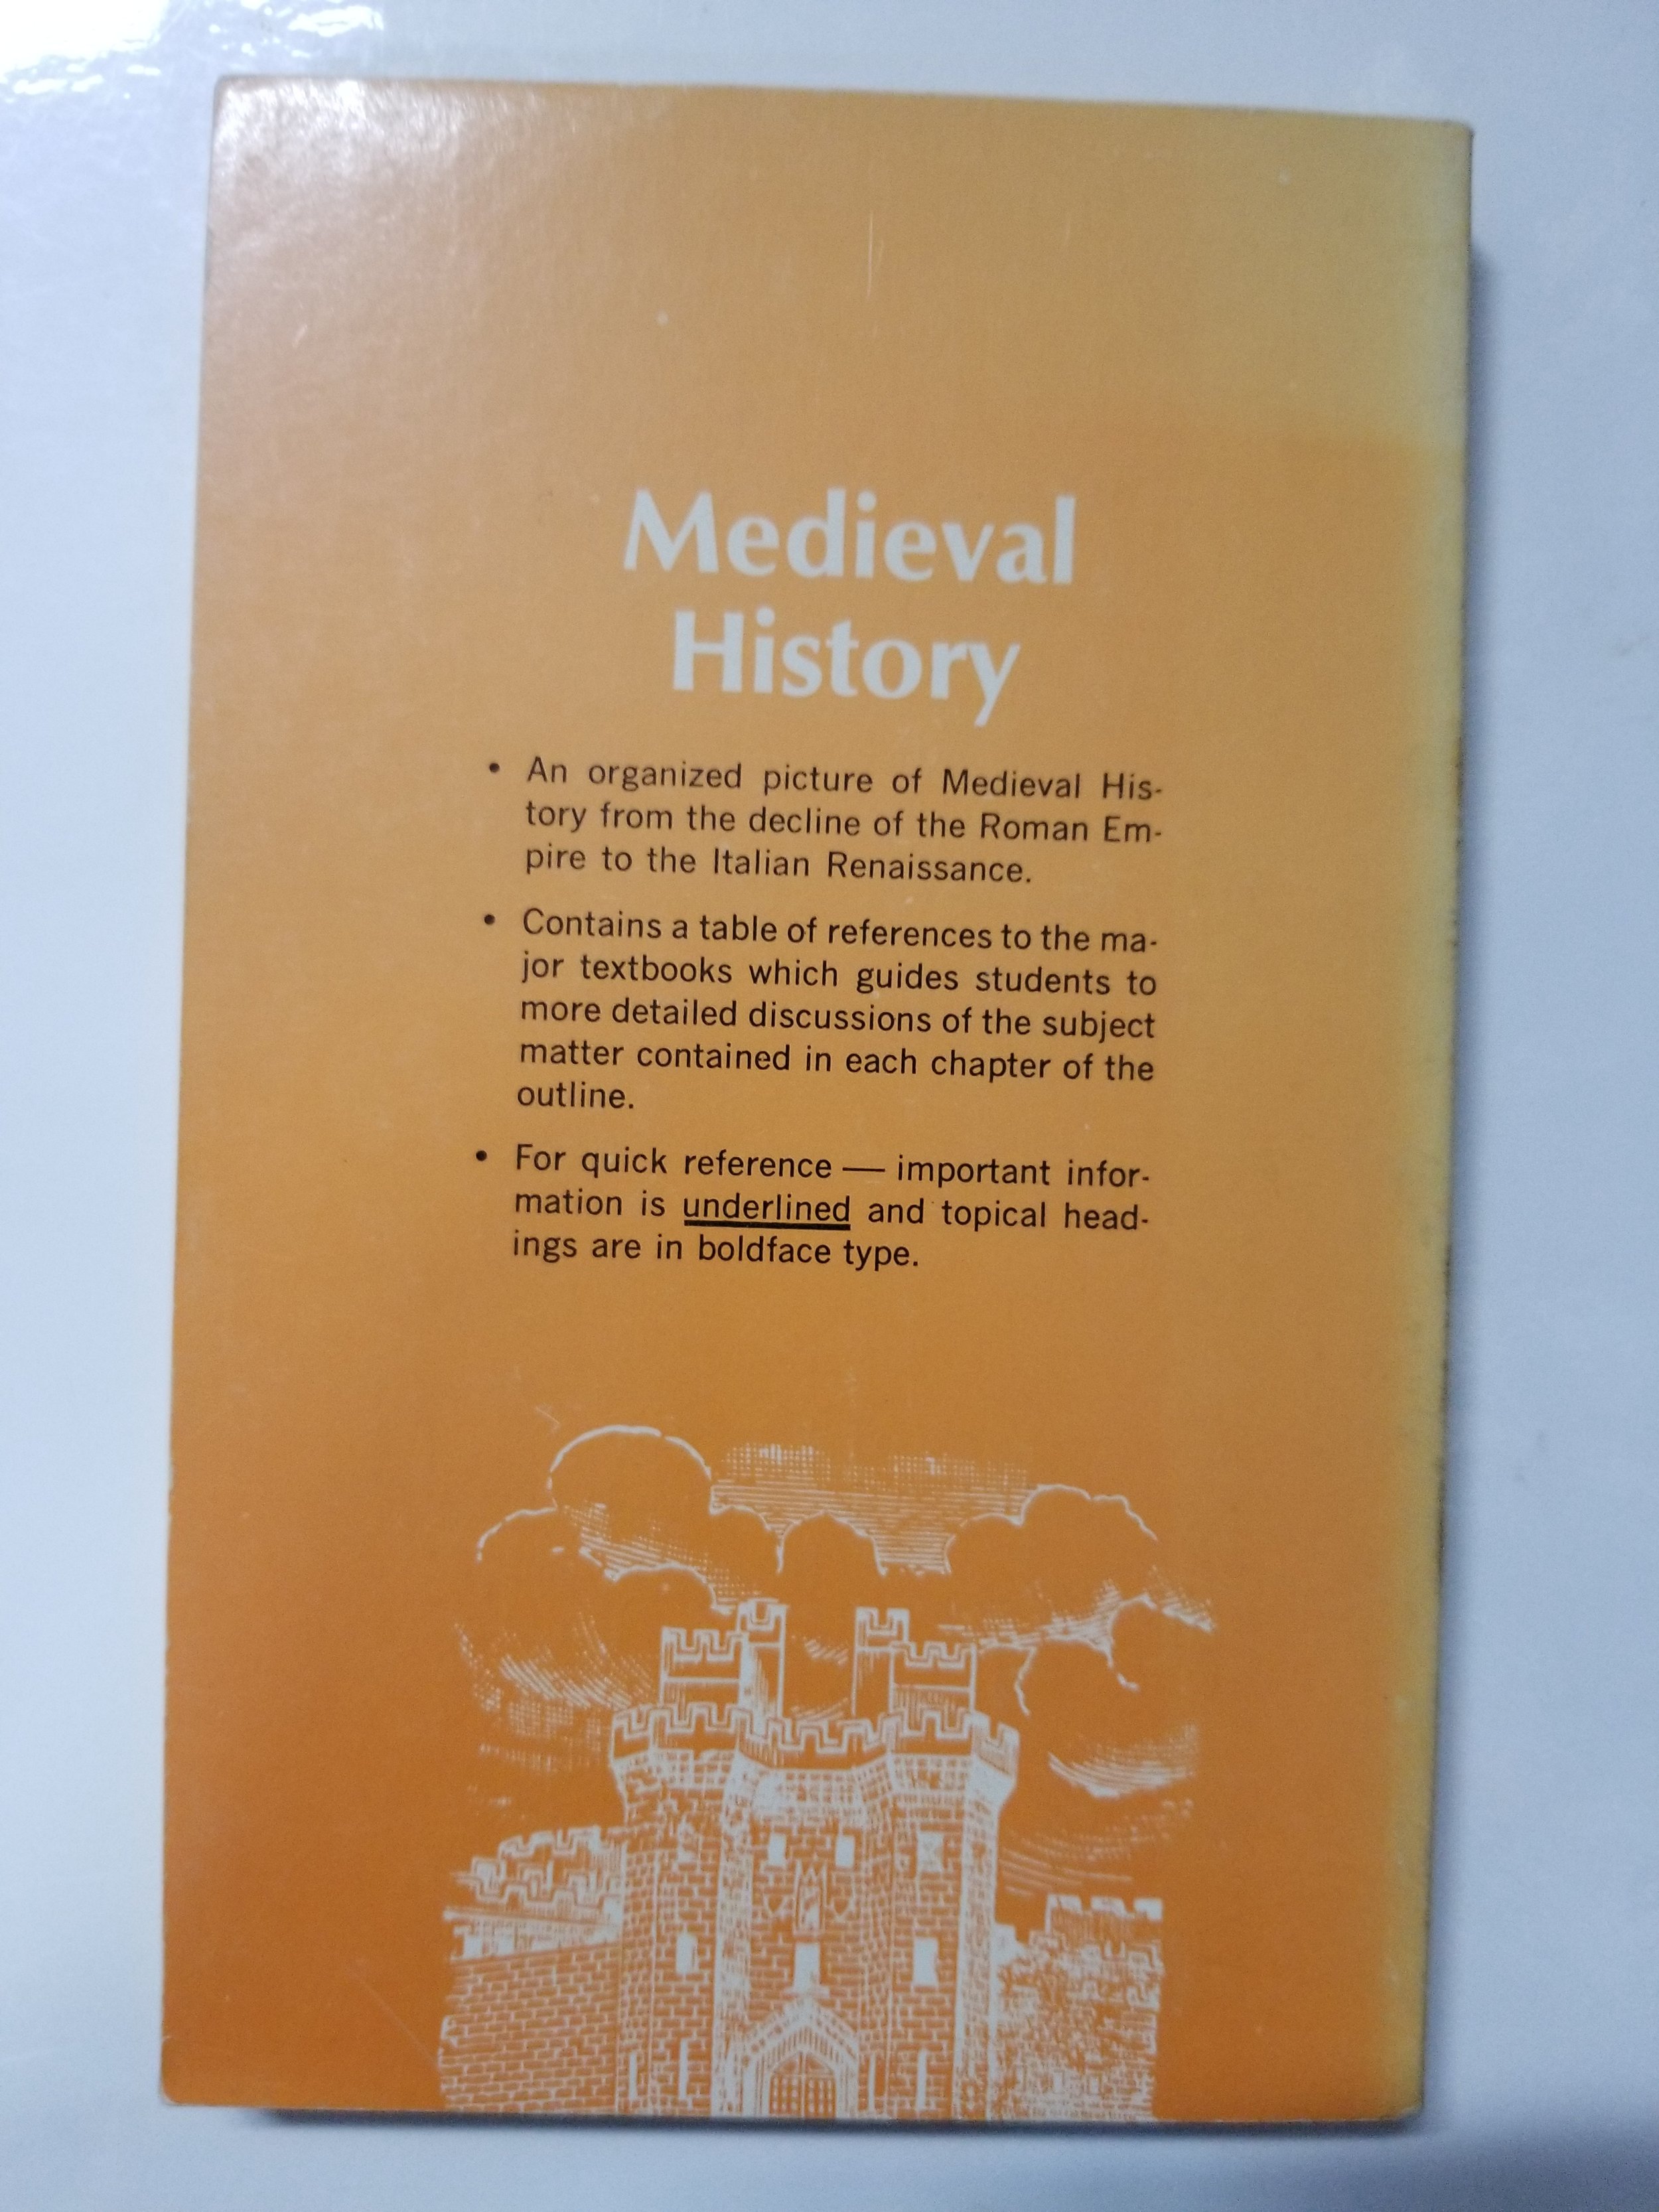 Medieval
History
• An organized picture of Medieval His-
tory from the decline of the Roman Em-
pire to the Italian Renaissance.
• Contains a table of references to the ma-
jor textbooks which guides students to
more detailed discussions of the subject
matter contained in each chapter of the
outline.
• For quick reference — important infor-
mation is underlined and topical head-
ings are in boldface type.